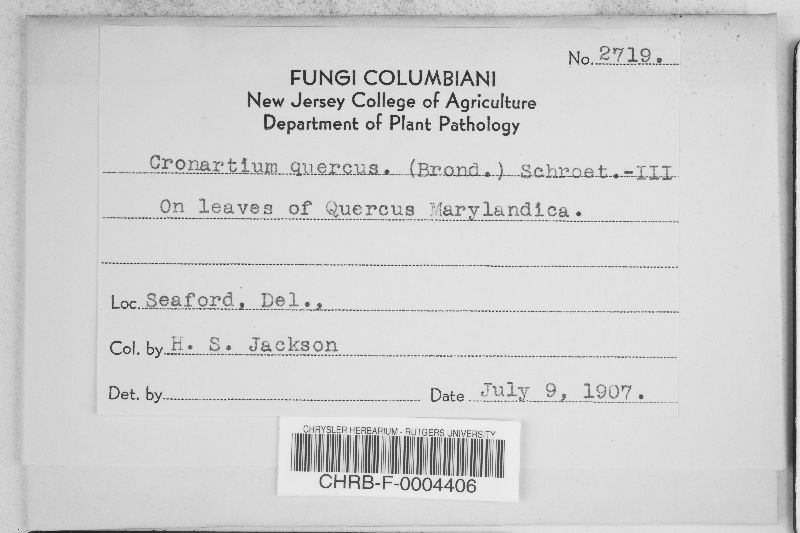 No. 2719.
FUNGI COLUMBIANI
New Jersey College of Agriculture
Department of Plant Pathology
Cronartium quercus. (Brond.) Schroet.-III
On leaves of Quercus Marylandica.
Loc. Seaford, Del.,
Col. by H. S. Jackson
Det. by
Date July 9, 1907.
CHRYSLER HERBARIUM - RUTGERS UNIVERSITY
CHRB-F-0004406